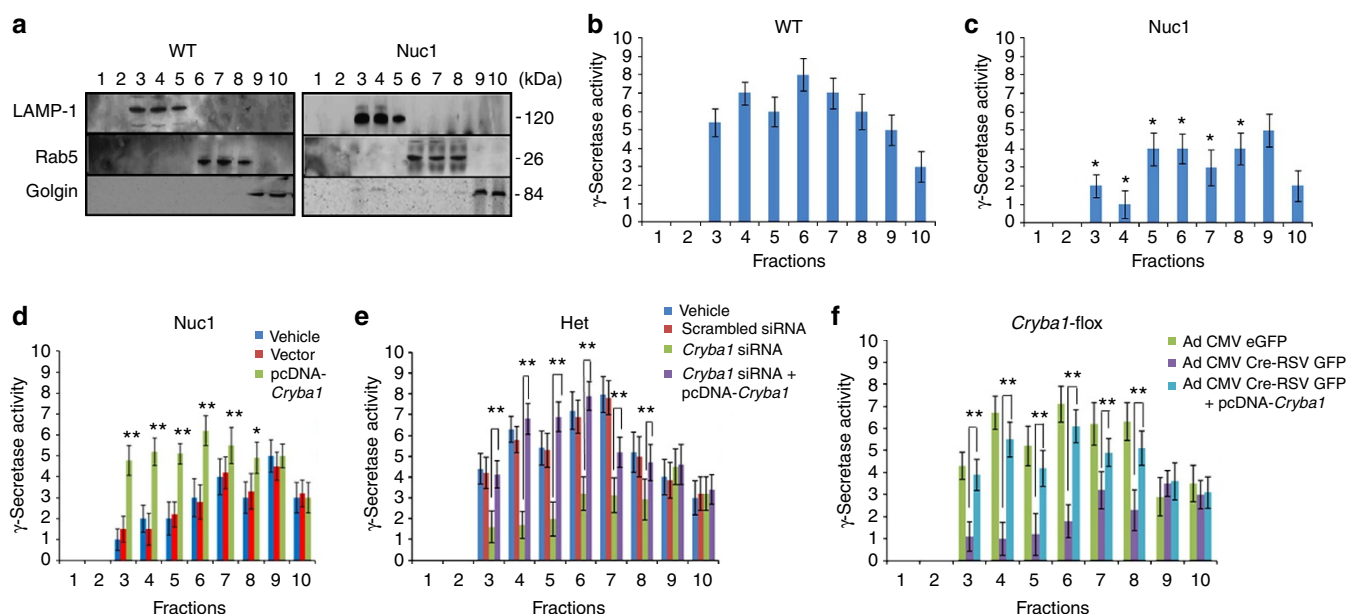 a
WT
Nuc1
1 2 3 4 5 6 7 8 9 10
1 2 3 4 5 6 7 8 9 10 (kDa)
LAMP-1
- 120
Rab5
- 26
Golgin
- 84
b
WT
γ-Secretase activity
10
9
8
7
6
5
4
3
2
1
0
1 2 3 4 5 6 7 8 9 10
Fractions
c
Nuc1
γ-Secretase activity
10
9
8
7
6
5
4
3
2
1
0
* * * * * *
1 2 3 4 5 6 7 8 9 10
Fractions
d
Nuc1
Vehicle
Vector
pcDNA-
Cryba1
γ-Secretase activity
10
9
8
7
6
5
4
3
2
1
0
** ** ** ** ** *
1 2 3 4 5 6 7 8 9 10
Fractions
e
Het
Vehicle
Scrambled siRNA
Cryba1 siRNA
Cryba1 siRNA +
pcDNA-Cryba1
γ-Secretase activity
10
9
8
7
6
5
4
3
2
1
0
** ** ** ** ** **
1 2 3 4 5 6 7 8 9 10
Fractions
f
Cryba1-flox
Ad CMV eGFP
Ad CMV Cre-RSV GFP
Ad CMV Cre-RSV GFP
+ pcDNA-Cryba1
γ-Secretase activity
10
9
8
7
6
5
4
3
2
1
0
** ** ** ** ** **
1 2 3 4 5 6 7 8 9 10
Fractions